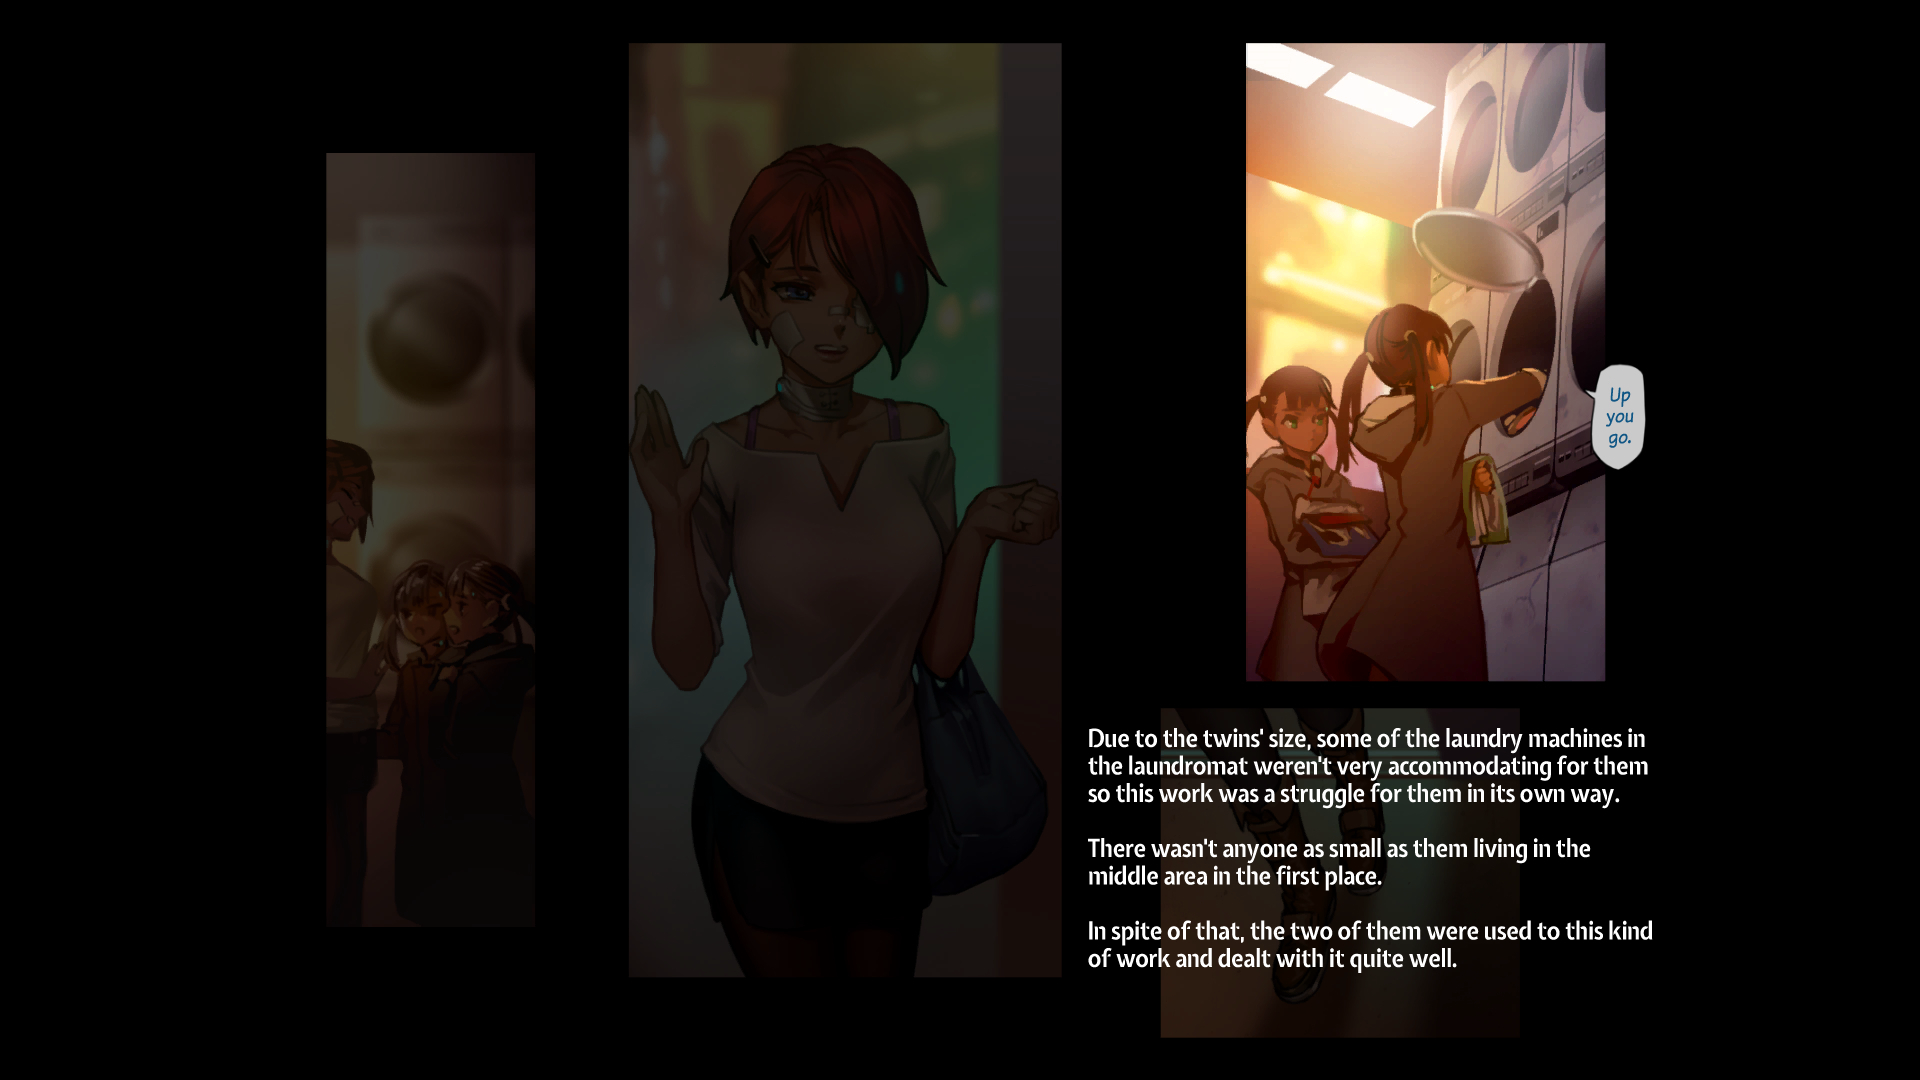 Up
you
go.
Due to the twins' size, some of the laundry machines in
the laundromat weren't very accommodating for them
so this work was a struggle for them in its own way.
There wasn't anyone as small as them living in the
middle area in the first place.
In spite of that, the two of them were used to this kind
of work and dealt with it quite well.